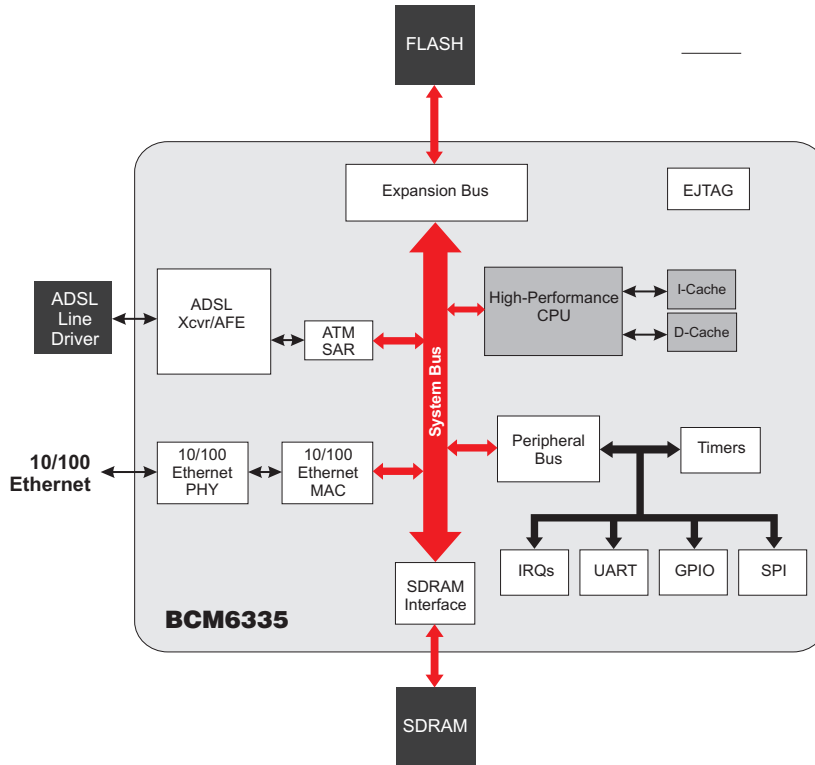 FLASH
Expansion Bus
EJTAG
ADSL
Line
Driver
ADSL
Xcvr/AFE
ATM
SAR
High-Performance
CPU
I-Cache
D-Cache
System Bus
10/100
Ethernet
10/100
Ethernet
PHY
10/100
Ethernet
MAC
Peripheral
Bus
Timers
IRQs
UART
GPIO
SPI
SDRAM
Interface
BCM6335
SDRAM